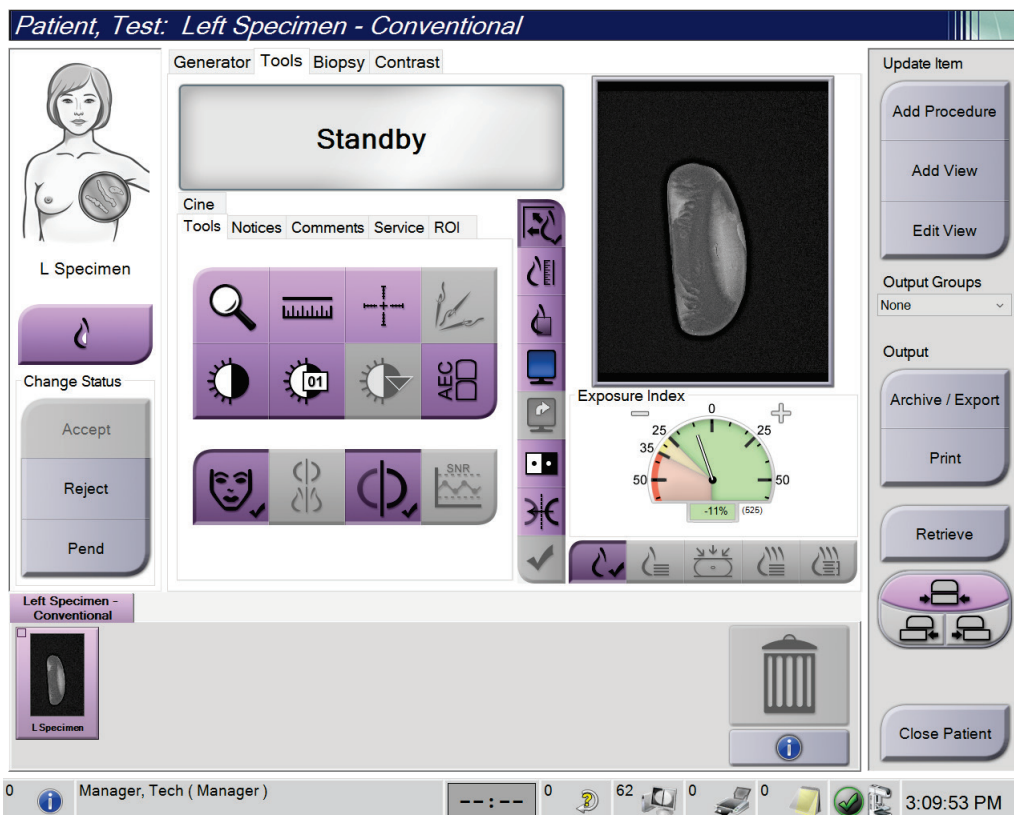 Patient, Test: Left Specimen - Conventional
L Specimen
Change Status
Accept
Reject
Pend
Generator Tools Biopsy Contrast
Standby
Cine
Tools Notices Comments Service ROI
01
AEC
SNR
Exposure Index
0
25 25
35
50 50
-11% (525)
Update Item
Add Procedure
Add View
Edit View
Output Groups
None
Output
Archive / Export
Print
Retrieve
Close Patient
Left Specimen -
Conventional
L Specimen
0 Manager, Tech ( Manager ) --:-- 0 62 0 0 3:09:53 PM